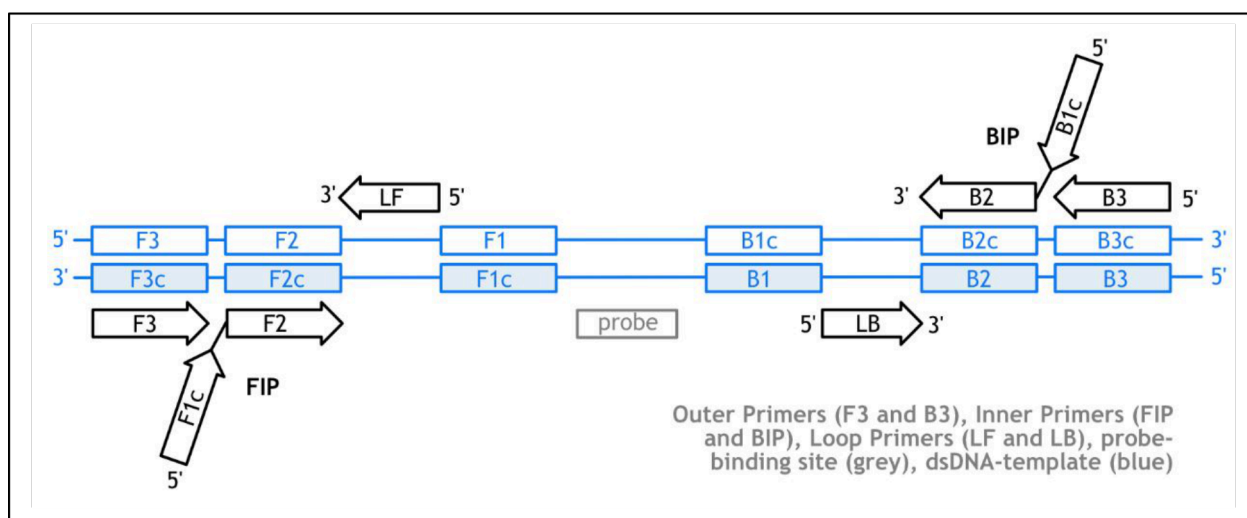 5'
B1c
BIP
3' LF 5'
3' B2 B3 5'
5' F3 F2 F1 B1c B2c B3c 3'
3' F3c F2c F1c B1 B2 B3 5'
F3 F2 probe 5' LB 3'
F1c FIP
5'
Outer Primers (F3 and B3), Inner Primers (FIP
and BIP), Loop Primers (LF and LB), probe-
binding site (grey), dsDNA-template (blue)